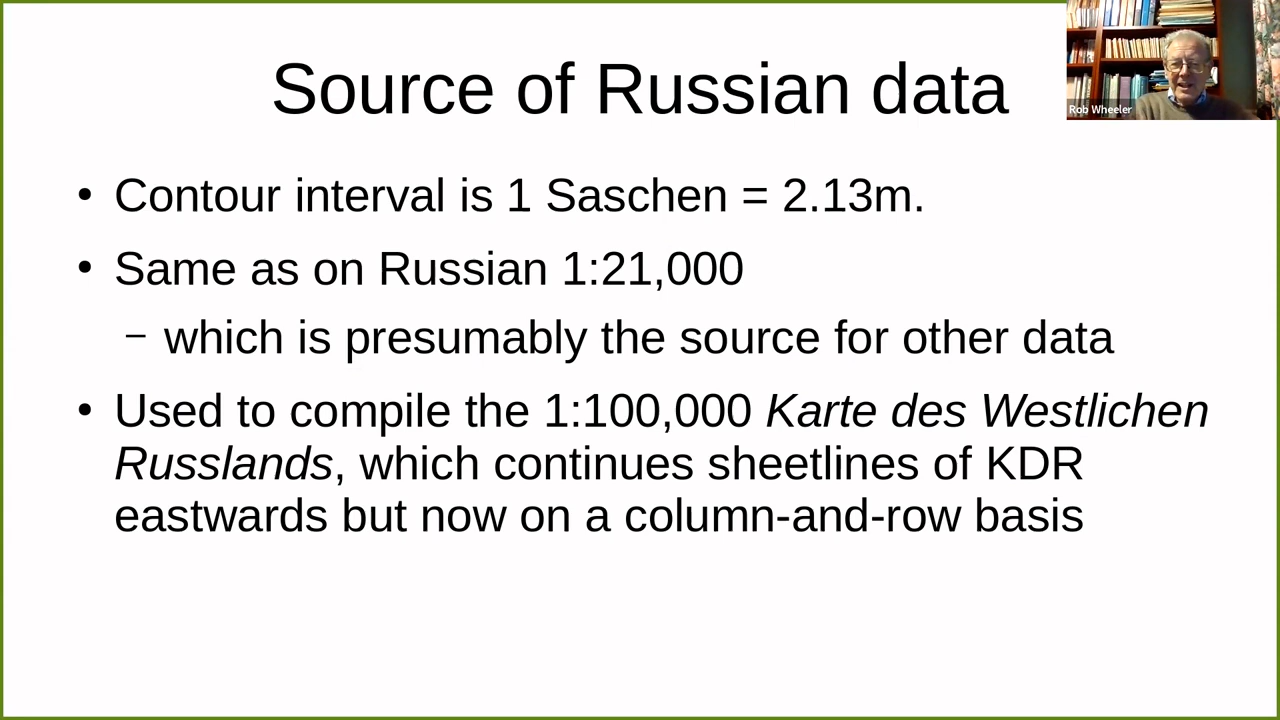 Source of Russian data
Rob Wheeler
• Contour interval is 1 Saschen = 2.13m.
• Same as on Russian 1:21,000
– which is presumably the source for other data
• Used to compile the 1:100,000 Karte des Westlichen
Russlands, which continues sheetlines of KDR
eastwards but now on a column-and-row basis